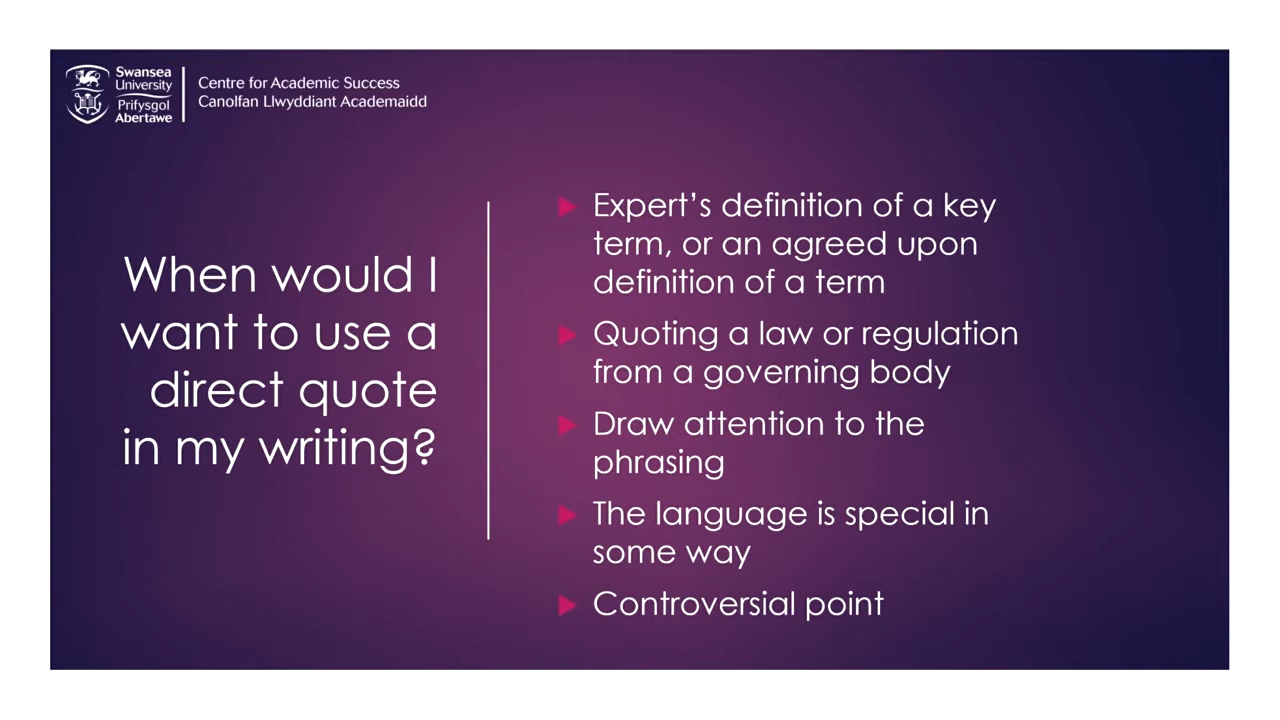 Swansea
University
Prifysgol
Abertawe
Centre for Academic Success
Canolfan Llwyddiant Academaidd
When would I
want to use a
direct quote
in my writing?
Expert’s definition of a key
term, or an agreed upon
definition of a term
Quoting a law or regulation
from a governing body
Draw attention to the
phrasing
The language is special in
some way
Controversial point